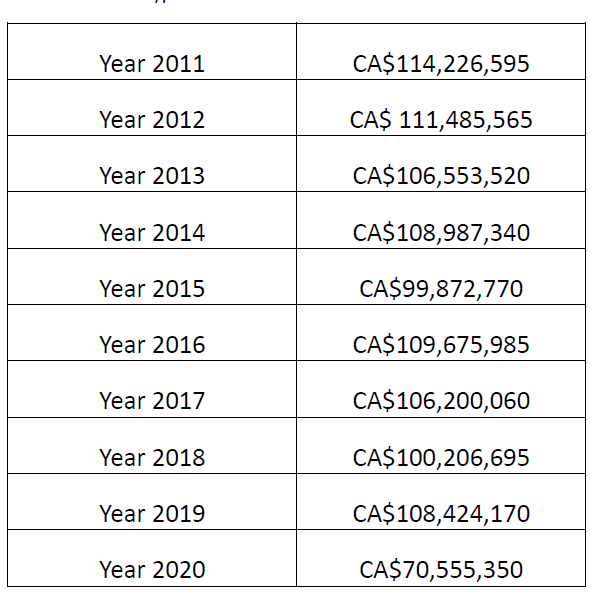 Year 2011 CA$114,226,595
Year 2012 CA$ 111,485,565
Year 2013 CA$106,553,520
Year 2014 CA$108,987,340
Year 2015 CA$99,872,770
Year 2016 CA$109,675,985
Year 2017 CA$106,200,060
Year 2018 CA$100,206,695
Year 2019 CA$108,424,170
Year 2020 CA$70,555,350